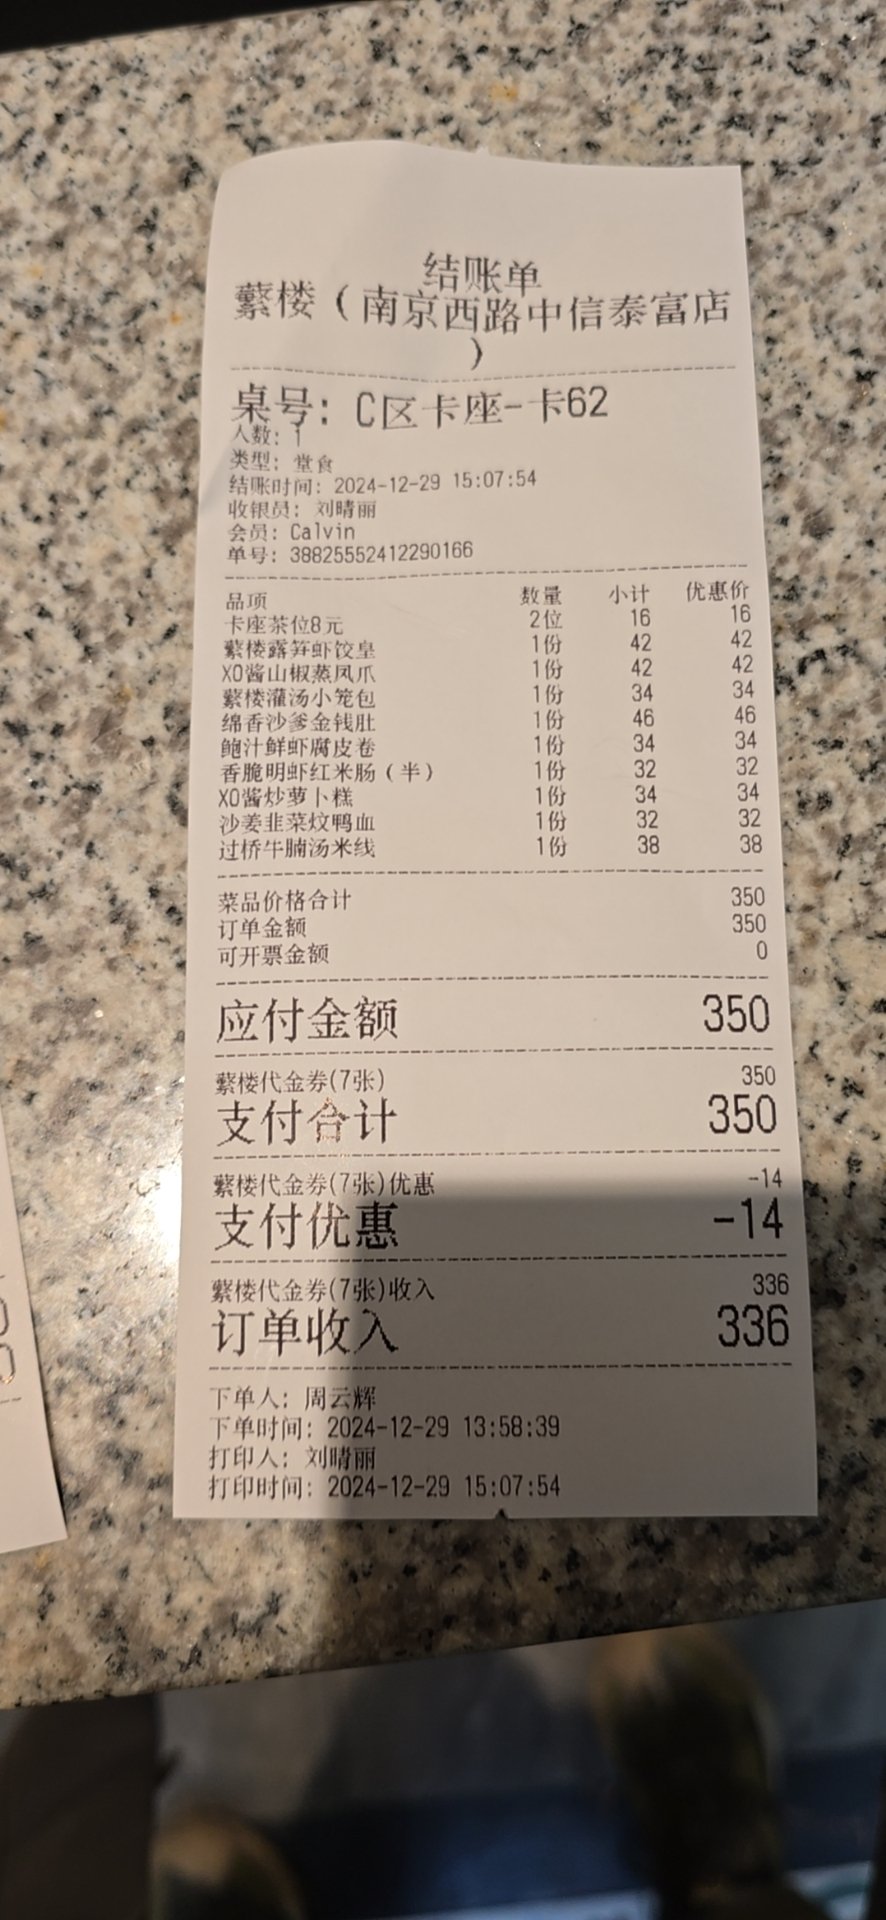 结账单
蘩楼（南京西路中信泰富店
）
桌号: C区卡座-卡62
人数: 1
类型: 堂食
结账时间: 2024-12-29 15:07:54
收银员: 刘晴丽
会员: Calvin
单号: 38825552412290166
品项 数量 小计 优惠价
卡座茶位8元 2位 16 16
蘩楼露笋虾饺皇 1份 42 42
XO酱山椒蒸凤爪 1份 42 42
蘩楼灌汤小笼包 1份 34 34
绵香沙爹金钱肚 1份 46 46
鲍汁鲜虾腐皮卷 1份 34 34
香脆明虾红米肠（半） 1份 32 32
XO酱炒萝卜糕 1份 34 34
沙姜韭菜炆鸭血 1份 32 32
过桥牛腩汤米线 1份 38 38
菜品价格合计 350
订单金额 350
可开票金额 0
应付金额 350
蘩楼代金券(7张) 350
支付合计 350
蘩楼代金券(7张)优惠 -14
支付优惠 -14
蘩楼代金券(7张)收入 336
订单收入 336
下单人: 周云辉
下单时间: 2024-12-29 13:58:39
打印人: 刘晴丽
打印时间: 2024-12-29 15:07:54